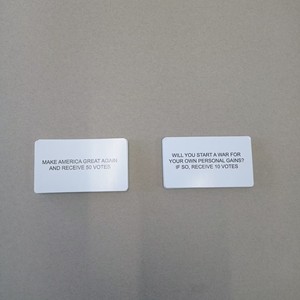 MAKE AMERICA GREAT AGAIN
AND RECEIVE 50 VOTES
WILL YOU START A WAR FOR
YOUR OWN PERSONAL GAINS?
IF SO, RECEIVE 10 VOTES